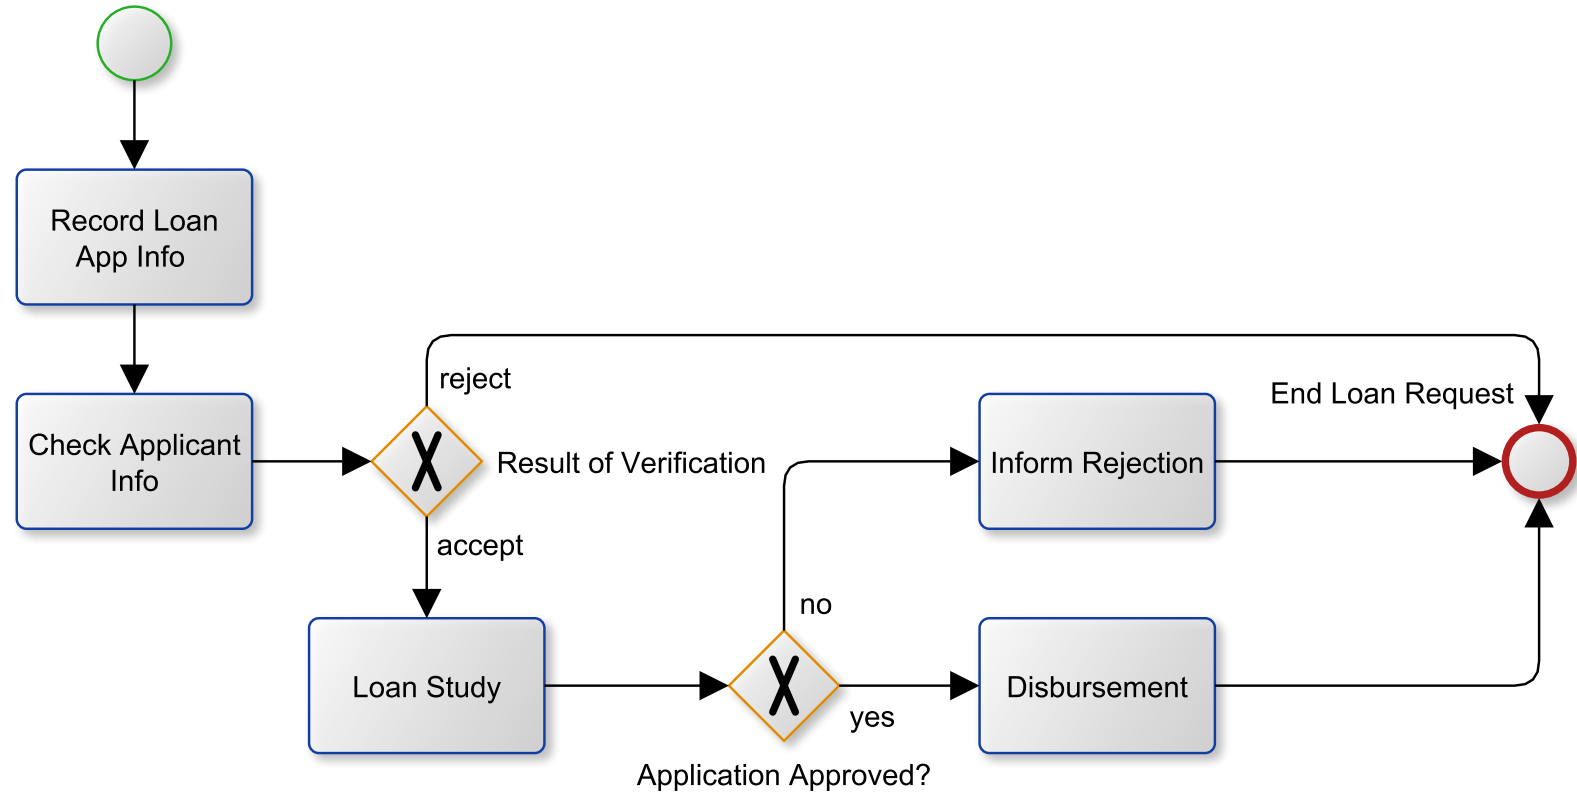 Record Loan
App Info
reject
End Loan Request
Check Applicant
Info
Result of Verification
Inform Rejection
accept
no
Loan Study
Disbursement
yes
Application Approved?